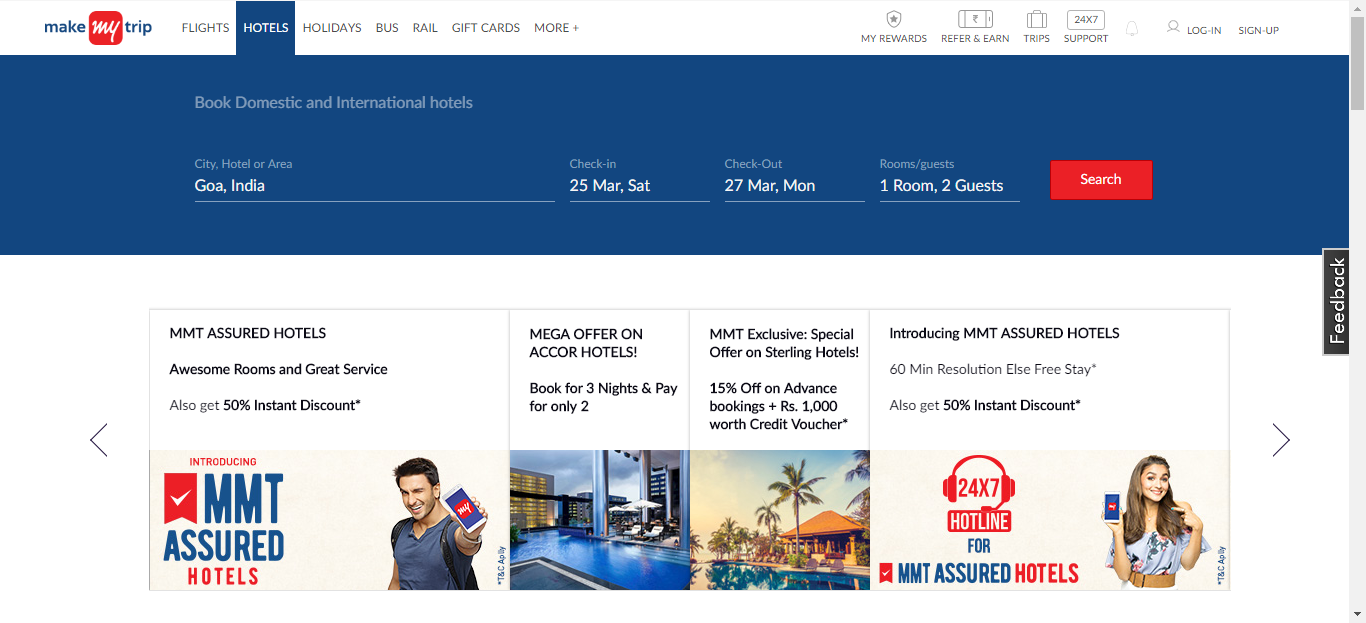 make my trip
FLIGHTS HOTELS HOLIDAYS BUS RAIL GIFT CARDS MORE +
MY REWARDS
₹
REFER & EARN
TRIPS
24X7
SUPPORT
LOG-IN
SIGN-UP
Book Domestic and International hotels
City, Hotel or Area
Goa, India
Check-in
25 Mar, Sat
Check-Out
27 Mar, Mon
Rooms/guests
1 Room, 2 Guests
Search
Feedback
MMT ASSURED HOTELS
Awesome Rooms and Great Service
Also get 50% Instant Discount*
INTRODUCING
MMT
ASSURED
HOTELS
my
*T&C Aplly
MEGA OFFER ON
ACCOR HOTELS!
Book for 3 Nights & Pay
for only 2
MMT Exclusive: Special
Offer on Sterling Hotels!
15% Off on Advance
bookings + Rs. 1,000
worth Credit Voucher*
Introducing MMT ASSURED HOTELS
60 Min Resolution Else Free Stay*
Also get 50% Instant Discount*
24X7
HOTLINE
FOR
MMT ASSURED HOTELS
*T&C Aplly